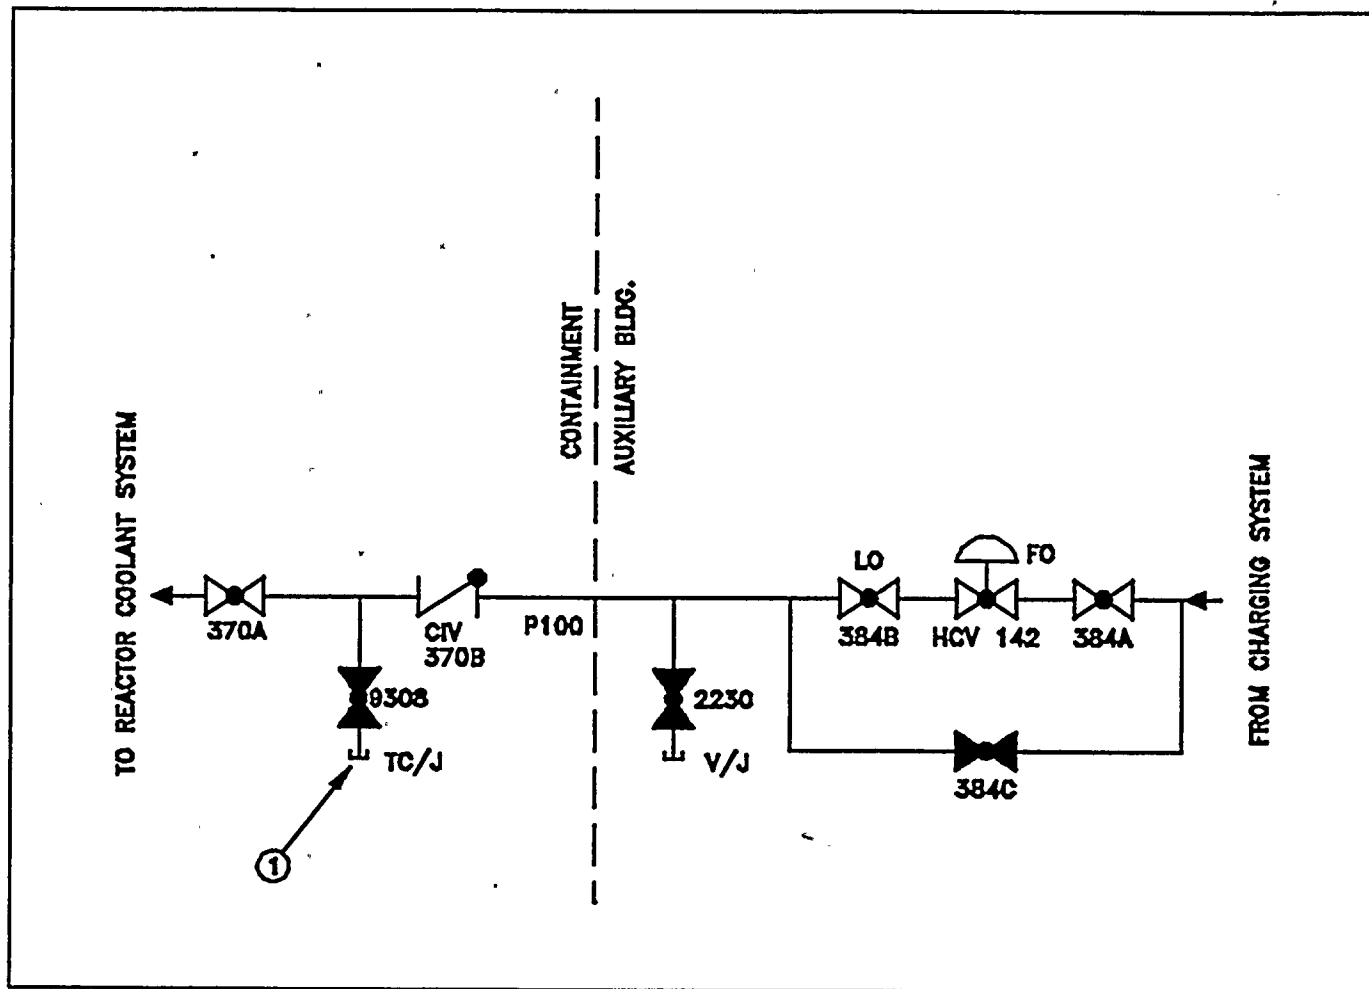 CONTAINMENT
AUXILIARY BLDG.
TO REACTOR COOLANT SYSTEM
FROM CHARGING SYSTEM
LO
FO
370A
CIV
370B
P100
384B
HCV 142
384A
9308
2230
TC/J
V/J
384C
1